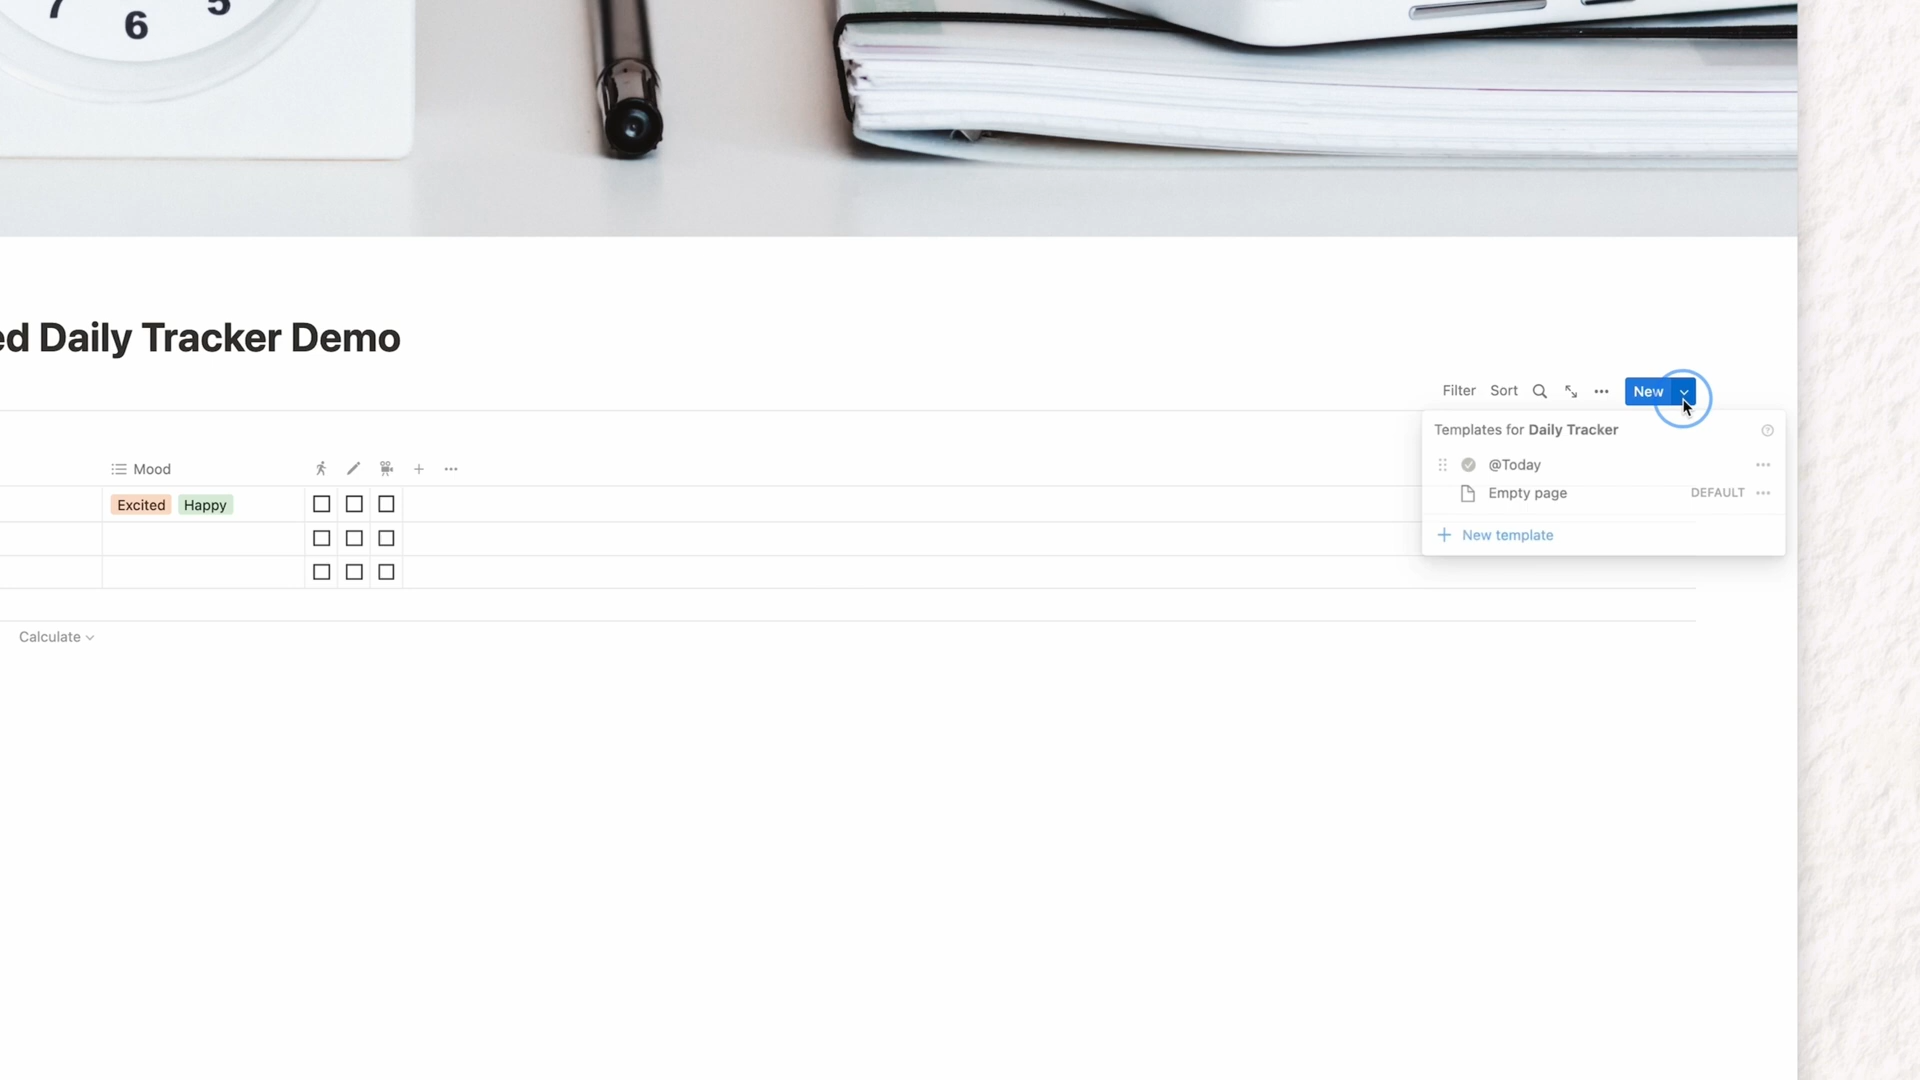 7 6 5
ed Daily Tracker Demo
Filter Sort New
Templates for Daily Tracker
@Today
Empty page DEFAULT
New template
Mood
Excited Happy
Calculate